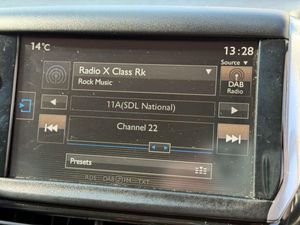 14°C
13:28
Radio X Class Rk
Rock Music
Source
DAB
Radio
11A(SDL National)
Channel 22
Presets
RDS DAB FM TXT